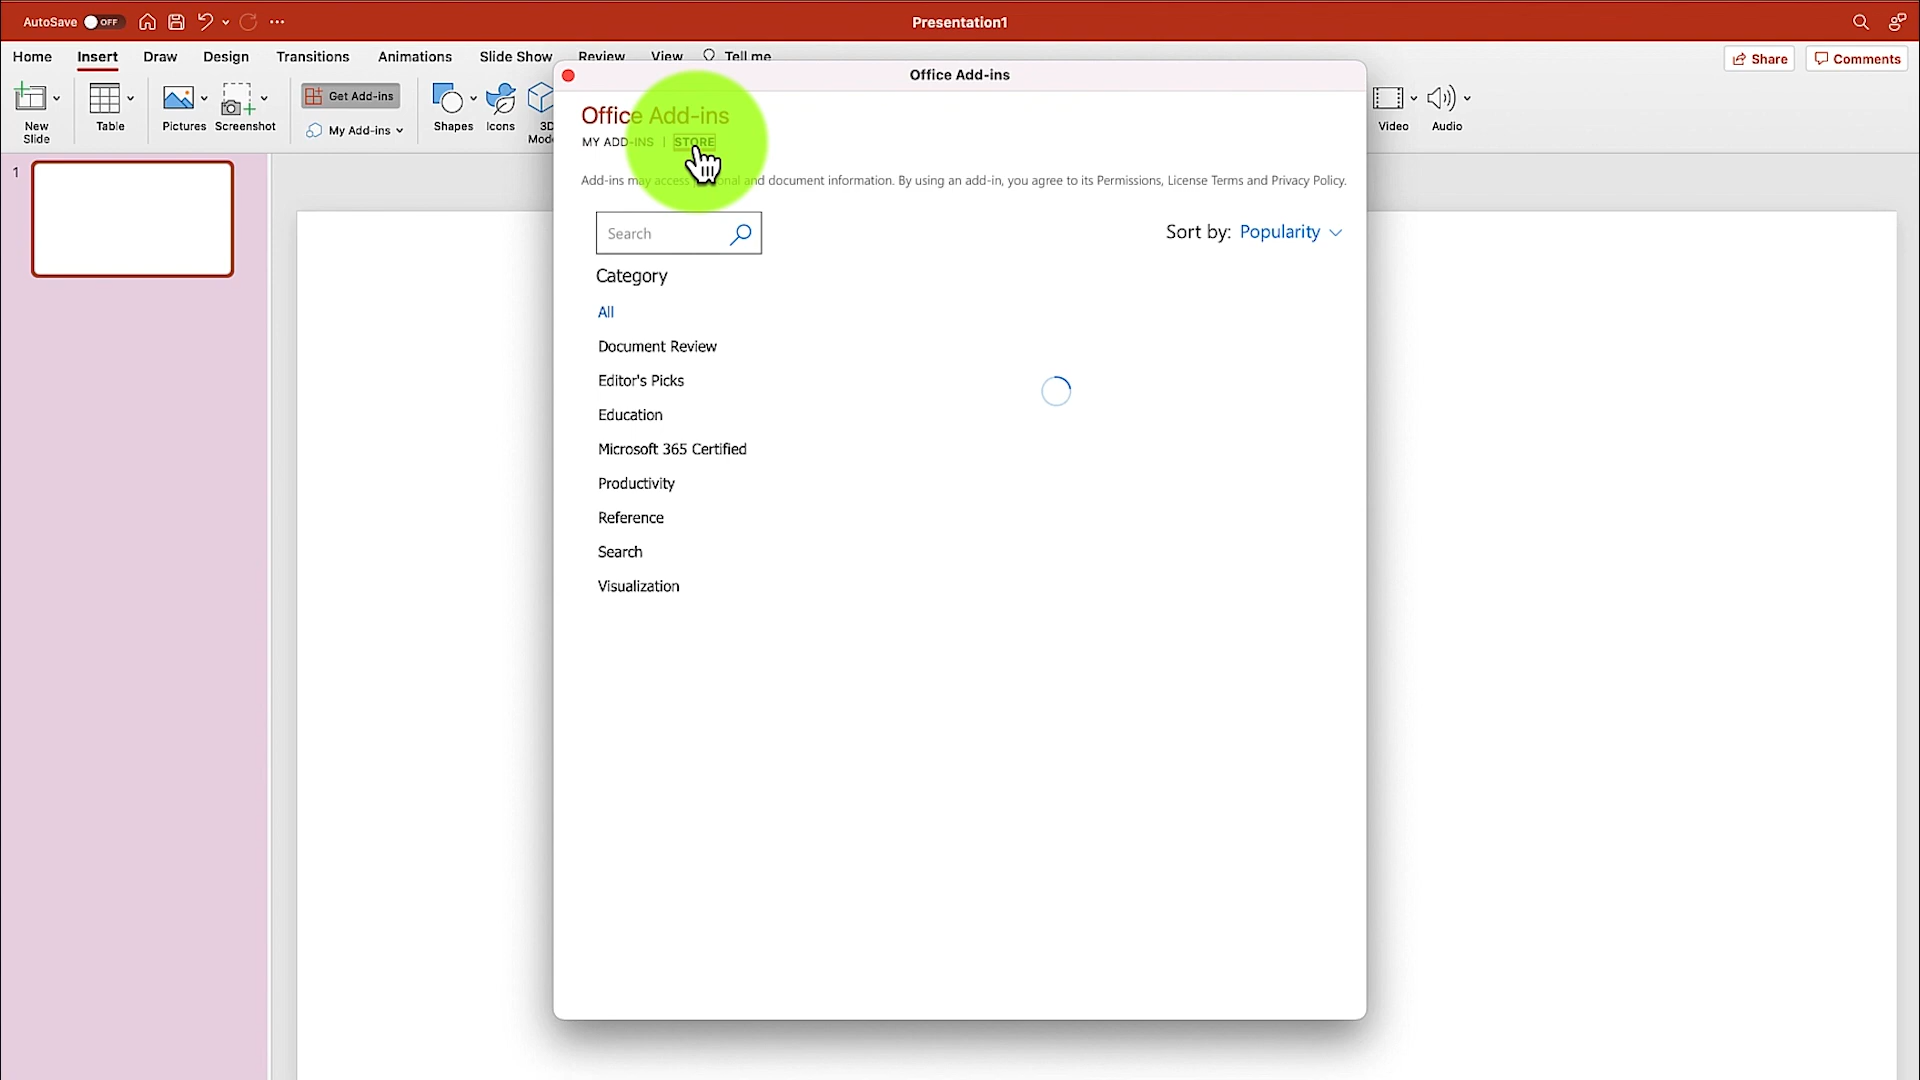 AutoSave OFF
Presentation1
Home Insert Draw Design Transitions Animations Slide Show Review View Tell me
Share Comments
New Slide
Table
Pictures
Screenshot
Get Add-ins
My Add-ins
Shapes
Icons
3D
Video
Audio
1
Office Add-ins
Office Add-ins
MY ADD-INS | STORE
Add-ins may access personal and document information. By using an add-in, you agree to its Permissions, License Terms and Privacy Policy.
Search
Sort by: Popularity
Category
All
Document Review
Editor's Picks
Education
Microsoft 365 Certified
Productivity
Reference
Search
Visualization